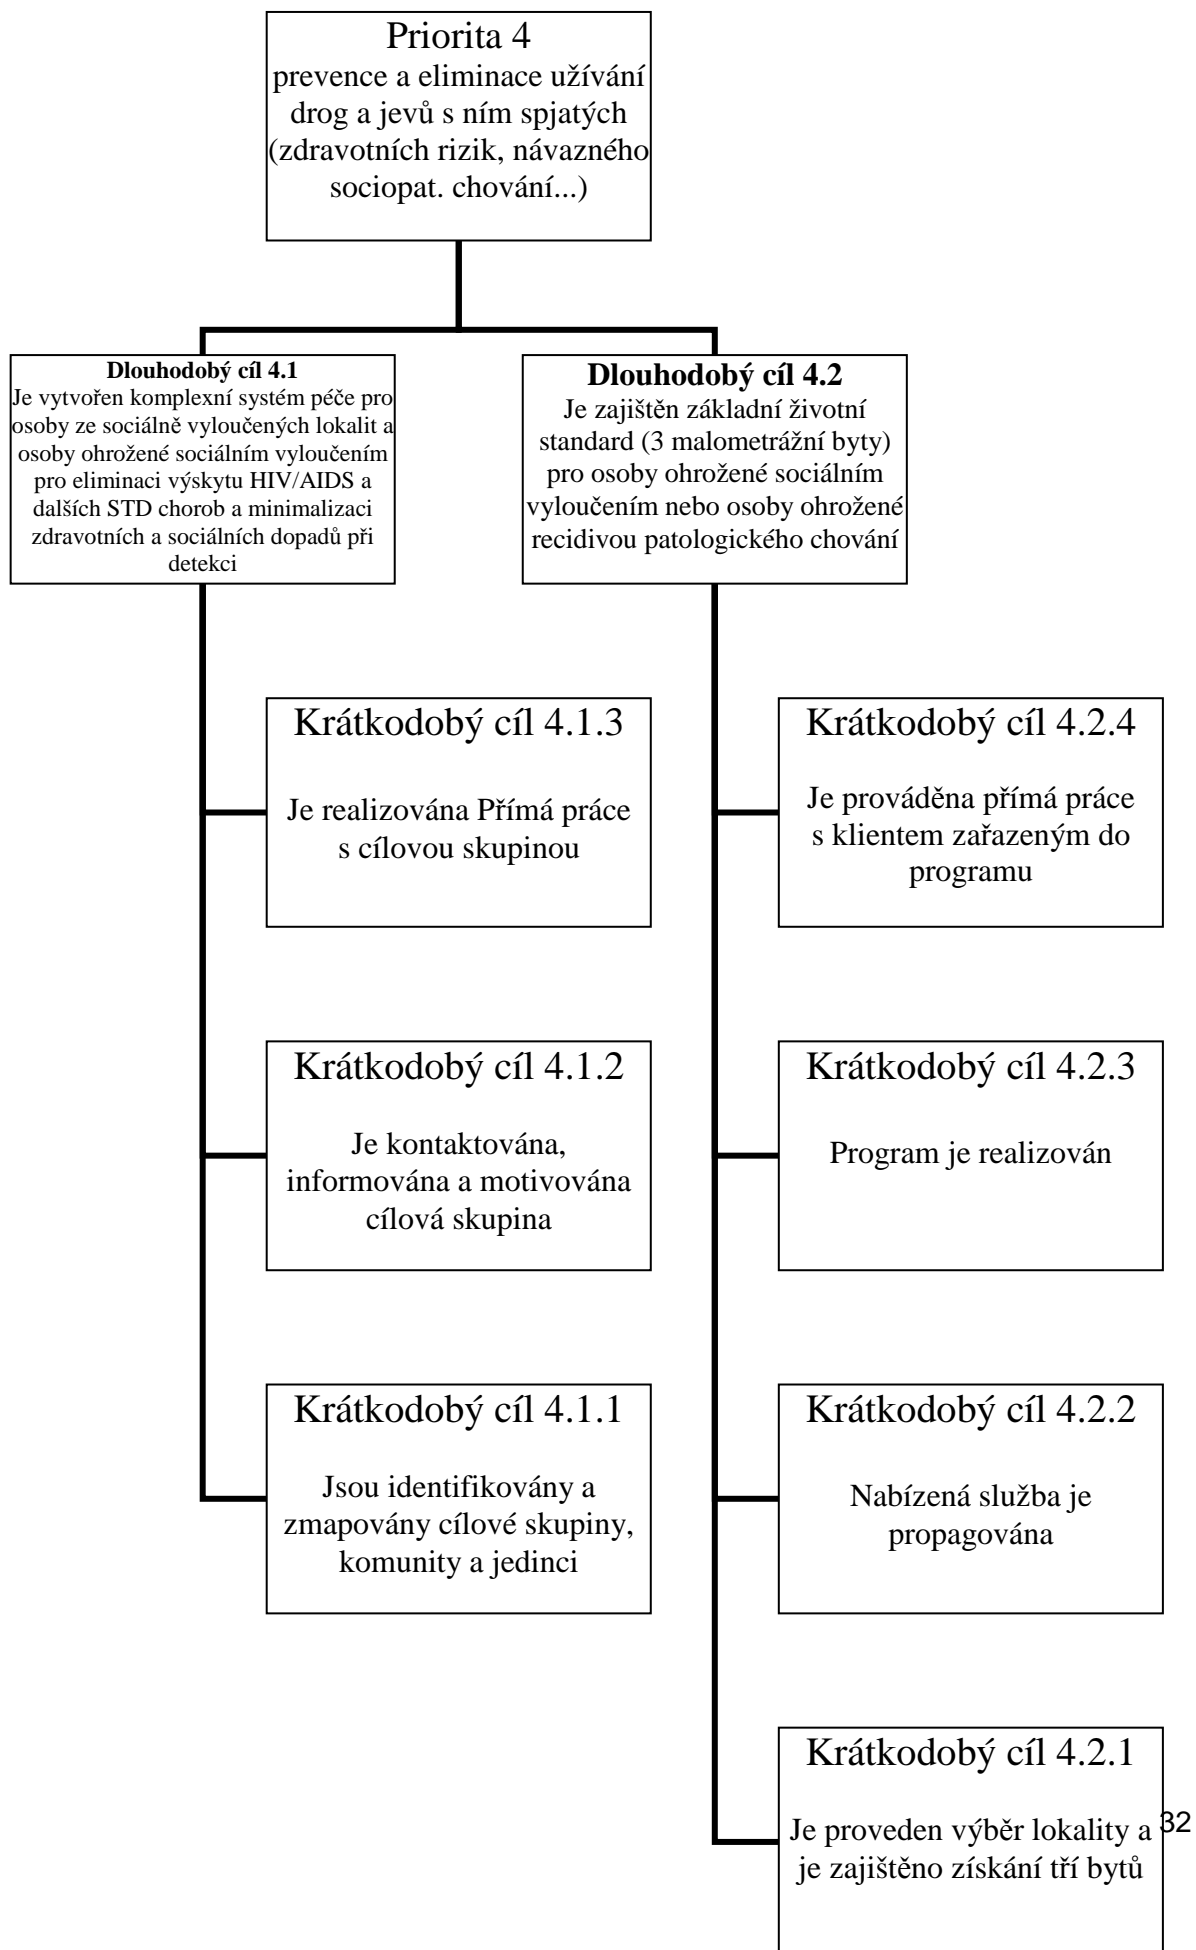 Priorita 4
prevence a eliminace užívání
drog a jevů s ním spjatých
(zdravotních rizik, návazného
sociopat. chování...)
Dlouhodobý cíl 4.1
Je vytvořen komplexní systém péče pro
osoby ze sociálně vyloučených lokalit a
osoby ohrožené sociálním vyloučením
pro eliminaci výskytu HIV/AIDS a
dalších STD chorob a minimalizaci
zdravotních a sociálních dopadů při
detekci
Dlouhodobý cíl 4.2
Je zajištěn základní životní
standard (3 malometrážní byty)
pro osoby ohrožené sociálním
vyloučením nebo osoby ohrožené
recidivou patologického chování
Krátkodobý cíl 4.1.3
Je realizována Přímá práce
s cílovou skupinou
Krátkodobý cíl 4.2.4
Je prováděna přímá práce
s klientem zařazeným do
programu
Krátkodobý cíl 4.1.2
Je kontaktována,
informována a motivována
cílová skupina
Krátkodobý cíl 4.2.3
Program je realizován
Krátkodobý cíl 4.1.1
Jsou identifikovány a
zmapovány cílové skupiny,
komunity a jedinci
Krátkodobý cíl 4.2.2
Nabízená služba je
propagována
Krátkodobý cíl 4.2.1
Je proveden výběr lokality a
je zajištěno získání tří bytů
32